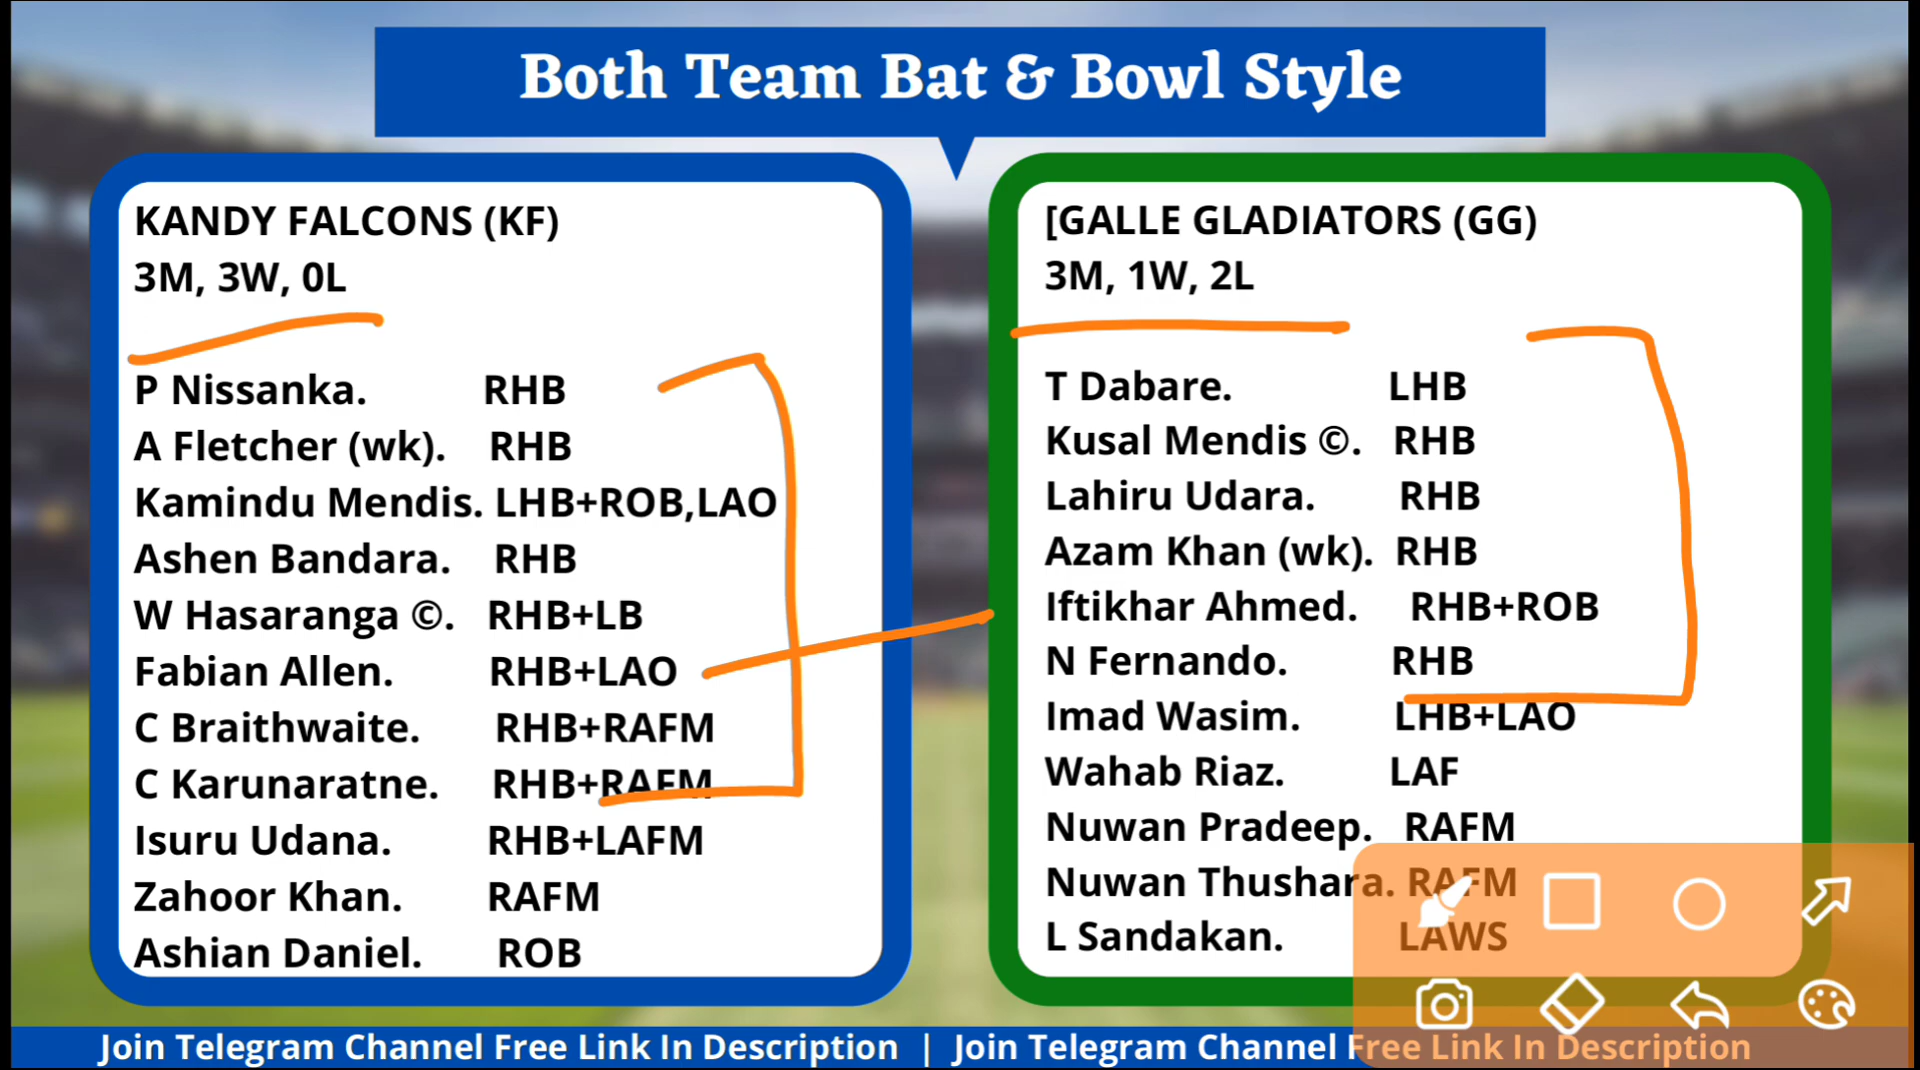 Both Team Bat & Bowl Style
KANDY FALCONS (KF)
3M, 3W, 0L
P Nissanka. RHB
A Fletcher (wk). RHB
Kamindu Mendis. LHB+ROB,LAO
Ashen Bandara. RHB
W Hasaranga ©. RHB+LB
Fabian Allen. RHB+LAO
C Braithwaite. RHB+RAFM
C Karunaratne. RHB+RAFM
Isuru Udana. RHB+LAFM
Zahoor Khan. RAFM
Ashian Daniel. ROB
[GALLE GLADIATORS (GG)
3M, 1W, 2L
T Dabare. LHB
Kusal Mendis ©. RHB
Lahiru Udara. RHB
Azam Khan (wk). RHB
Iftikhar Ahmed. RHB+ROB
N Fernando. RHB
Imad Wasim. LHB+LAO
Wahab Riaz. LAF
Nuwan Pradeep. RAFM
Nuwan Thushara. RAFM
L Sandakan. LAWS
Join Telegram Channel Free Link In Description | Join Telegram Channel Free Link In Description